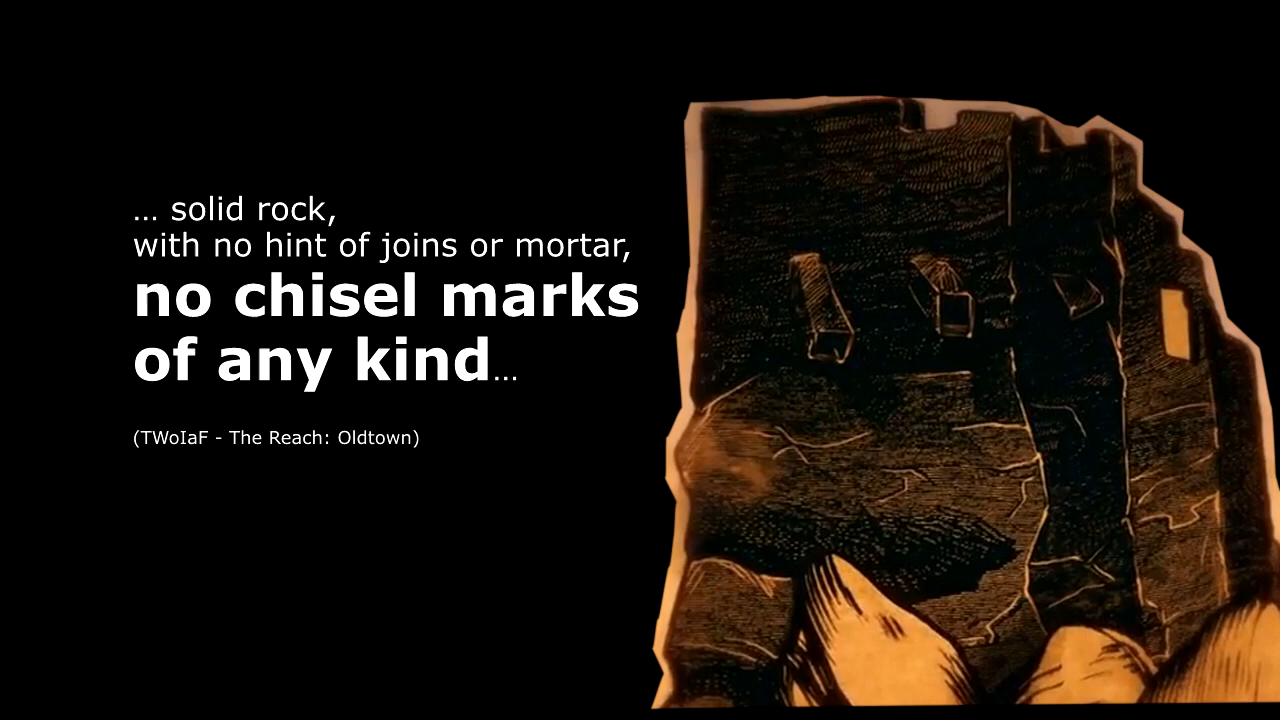 … solid rock,
with no hint of joins or mortar,
no chisel marks
of any kind…
(TWoIaF - The Reach: Oldtown)